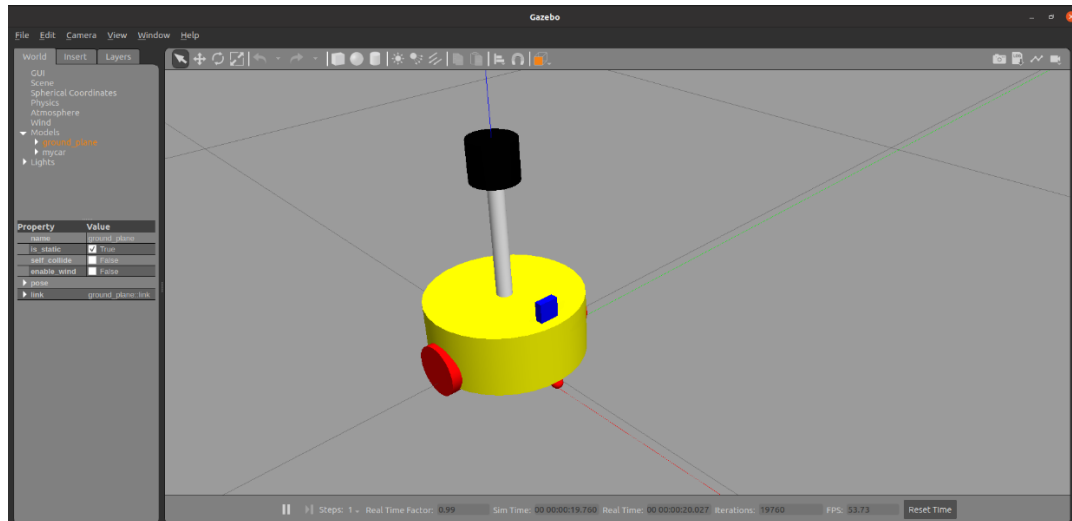 Gazebo
File Edit Camera View Window Help
World Insert Layers
GUI
Scene
Spherical Coordinates
Physics
Atmosphere
Wind
Models
ground_plane
mycar
Lights
Property Value
name ground_plane
is_static True
self_collide False
enable_wind False
pose
link ground_plane::link
Steps: 1 Real Time Factor: 0.99 Sim Time: 00 00:00:19.760 Real Time: 00 00:00:20.027 Iterations: 19760 FPS: 53.73 Reset Time